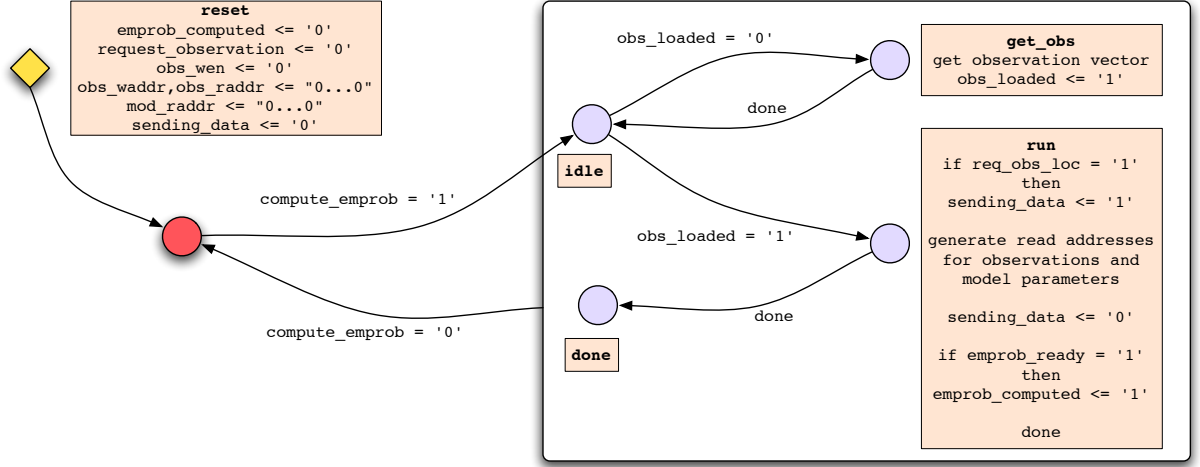 reset
emprob_computed <= '0'
request_observation <= '0'
obs_wen <= '0'
obs_waddr,obs_raddr <= "0...0"
mod_raddr <= "0...0"
sending_data <= '0'
compute_emprob = '1'
compute_emprob = '0'
obs_loaded = '0'
done
idle
obs_loaded = '1'
done
done
get_obs
get observation vector
obs_loaded <= '1'
run
if req_obs_loc = '1'
then
sending_data <= '1'
generate read addresses
for observations and
model parameters
sending_data <= '0'
if emprob_ready = '1'
then
emprob_computed <= '1'
done